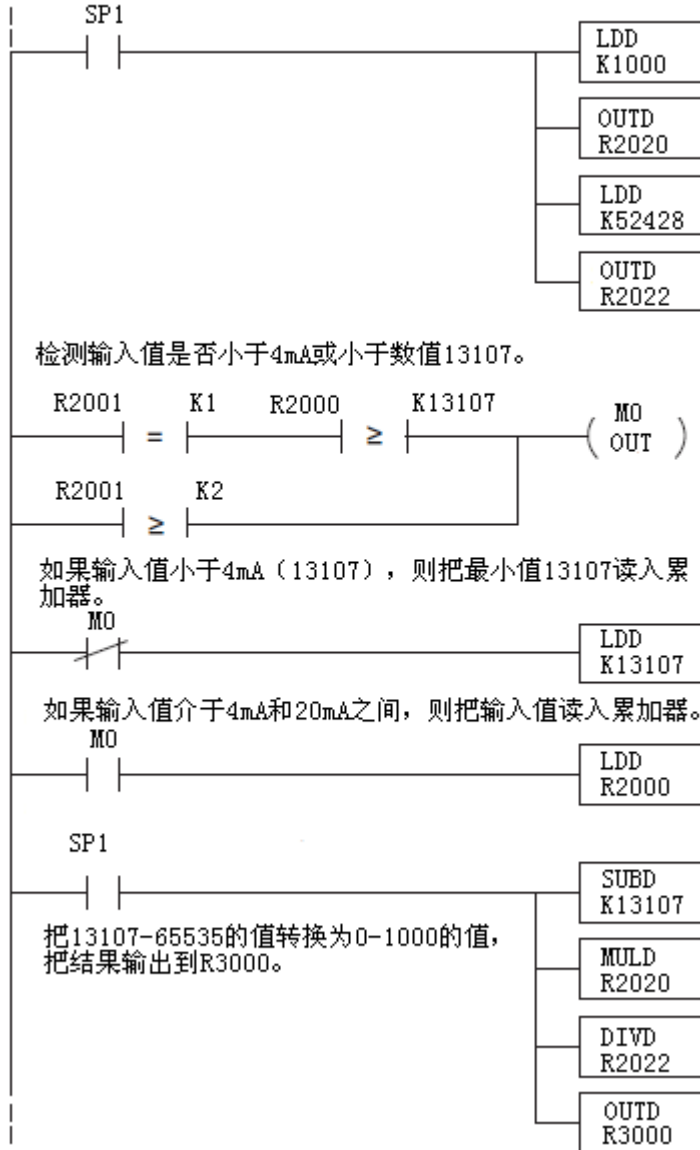 SP1
LDD
K1000
OUTD
R2020
LDD
K52428
OUTD
R2022
检测输入值是否小于4mA或小于数值13107。
R2001 K1 R2000 K13107
= ≥
M0
OUT
R2001 K2
≥
如果输入值小于4mA（13107），则把最小值13107读入累
加器。
M0
LDD
K13107
如果输入值介于4mA和20mA之间，则把输入值读入累加器。
M0
LDD
R2000
SP1
SUBD
K13107
把13107-65535的值转换为0-1000的值，
把结果输出到R3000。
MULD
R2020
DIVD
R2022
OUTD
R3000